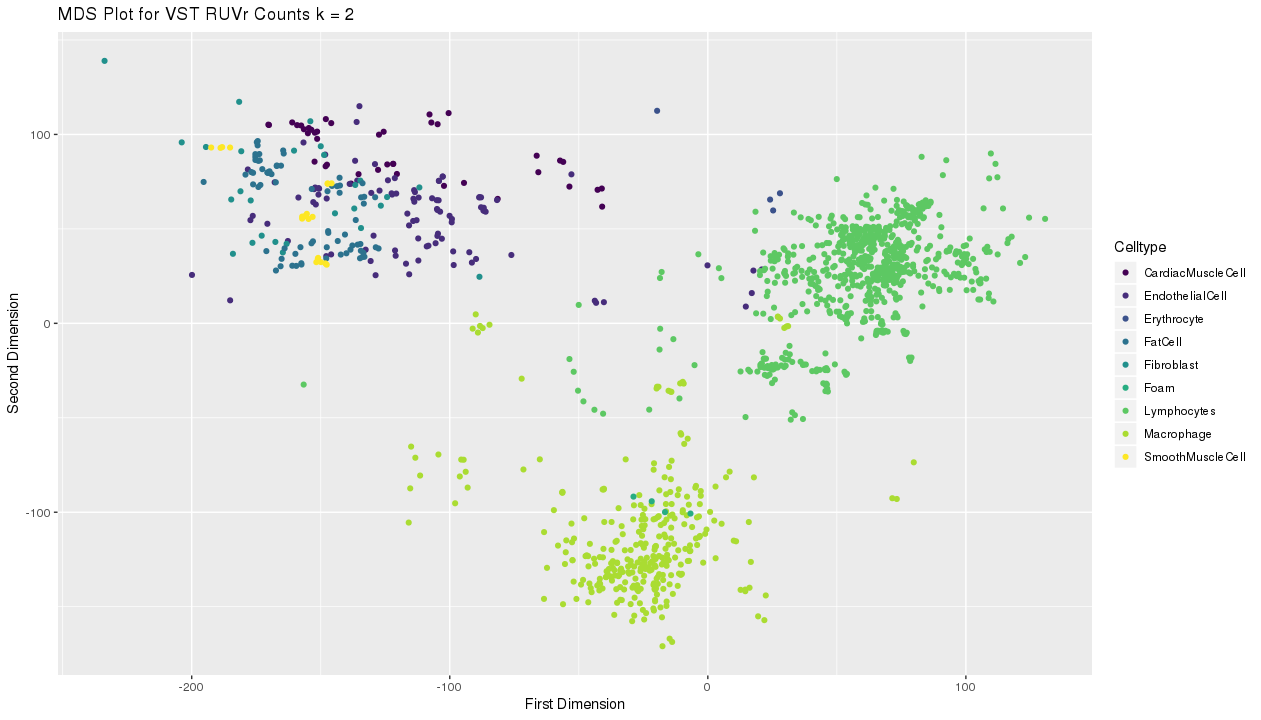 MDS Plot for VST RUVr Counts k = 2
Second Dimension
100
0
-100
-200
-100
0
100
First Dimension
Celltype
CardiacMuscleCell
EndothelialCell
Erythrocyte
FatCell
Fibroblast
Foam
Lymphocytes
Macrophage
SmoothMuscleCell